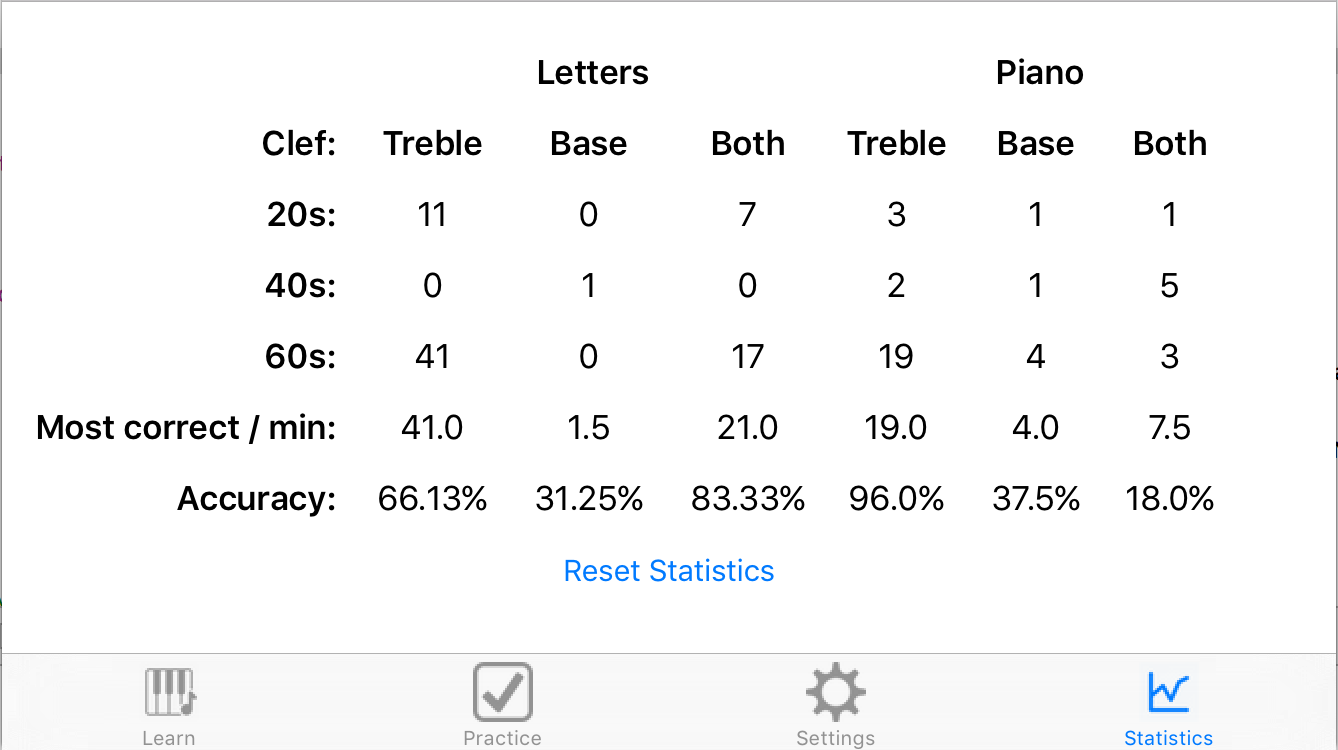 Letters Piano
Clef: Treble Base Both Treble Base Both
20s: 11 0 7 3 1 1
40s: 0 1 0 2 1 5
60s: 41 0 17 19 4 3
Most correct / min: 41.0 1.5 21.0 19.0 4.0 7.5
Accuracy: 66.13% 31.25% 83.33% 96.0% 37.5% 18.0%
Reset Statistics
Learn Practice Settings Statistics